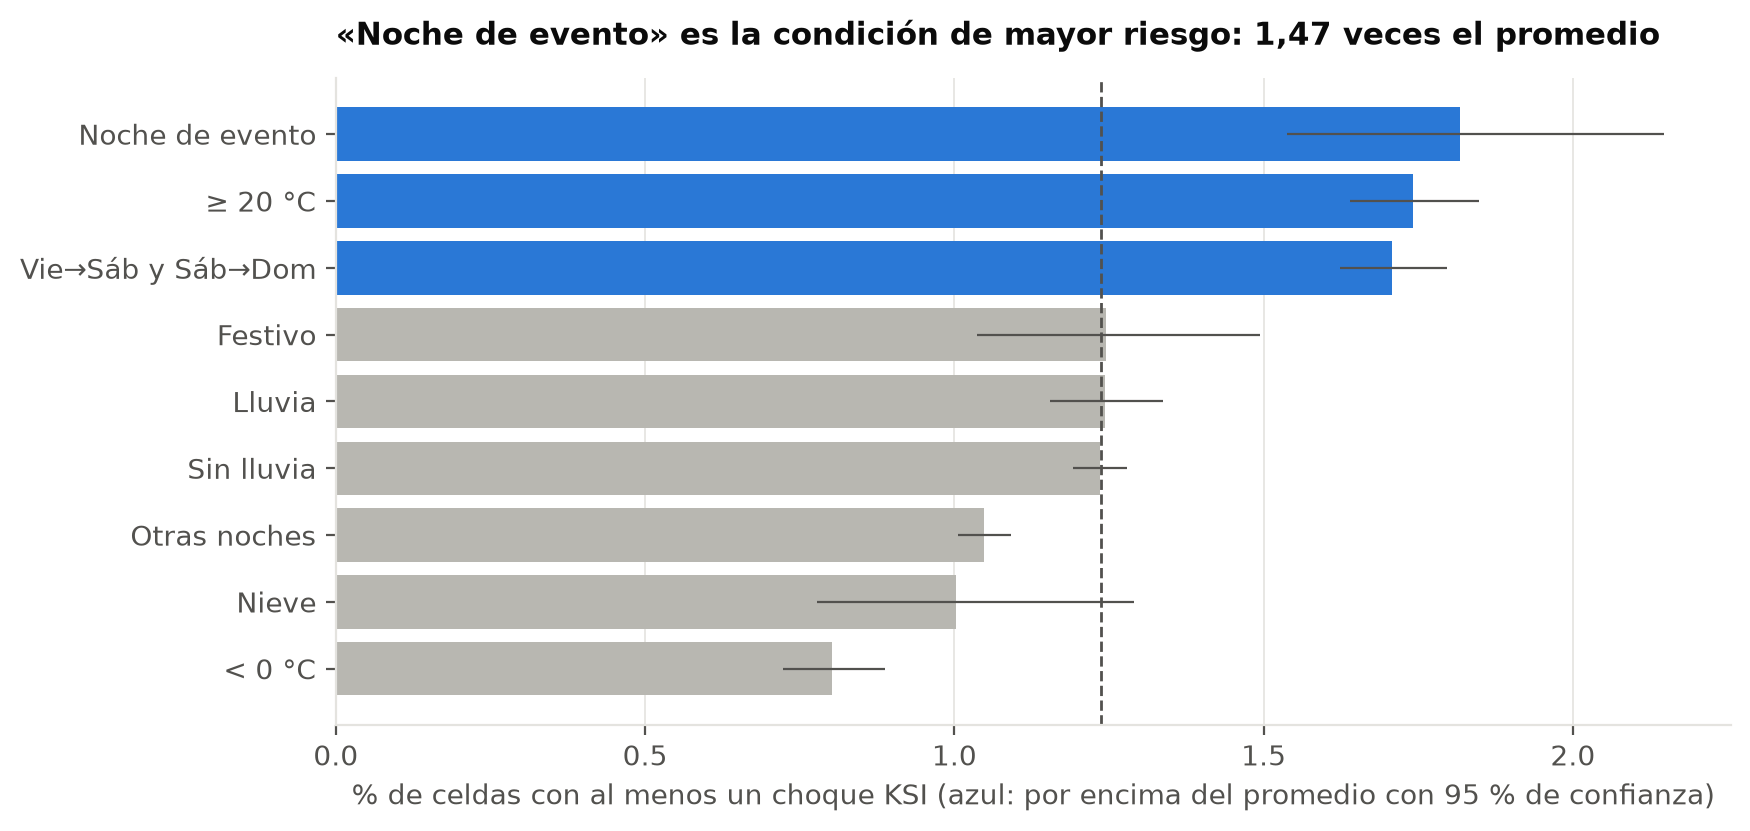 «Noche de evento» es la condición de mayor riesgo: 1,47 veces el promedio
Noche de evento
≥ 20 °C
Vie→Sáb y Sáb→Dom
Festivo
Lluvia
Sin lluvia
Otras noches
Nieve
< 0 °C
0.0 0.5 1.0 1.5 2.0
% de celdas con al menos un choque KSI (azul: por encima del promedio con 95 % de confianza)